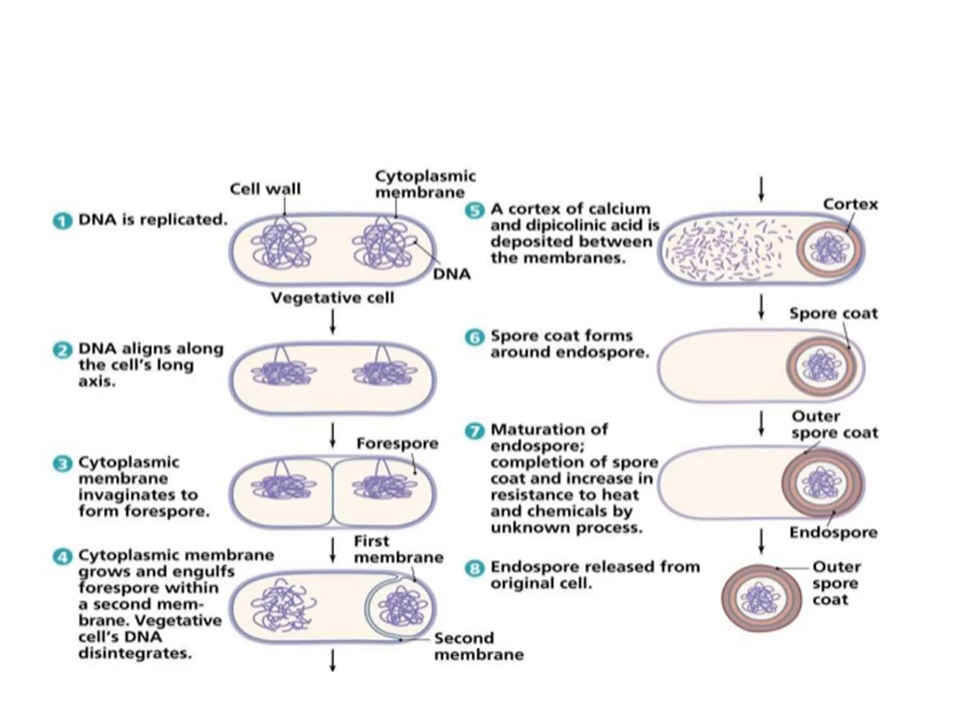 Cell wall
Cytoplasmic
membrane
1 DNA is replicated.
DNA
Vegetative cell
2 DNA aligns along
the cell's long
axis.
Forespore
3 Cytoplasmic
membrane
invaginates to
form forespore.
First
membrane
4 Cytoplasmic membrane
grows and engulfs
forespore within
a second mem-
brane. Vegetative
cell's DNA
disintegrates.
Second
membrane
5 A cortex of calcium
and dipicolinic acid is
deposited between
the membranes.
Cortex
6 Spore coat forms
around endospore.
Spore coat
7 Maturation of
endospore;
completion of spore
coat and increase in
resistance to heat
and chemicals by
unknown process.
Outer
spore coat
Endospore
8 Endospore released from
original cell.
Outer
spore
coat